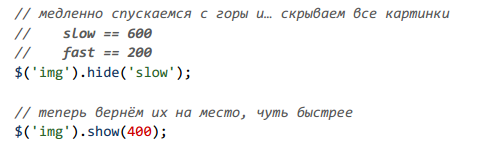 // медленно спускаемся с горы и… скрываем все картинки
//    slow == 600
//    fast == 200
$('img').hide('slow');

// теперь вернём их на место, чуть быстрее
$('img').show(400);